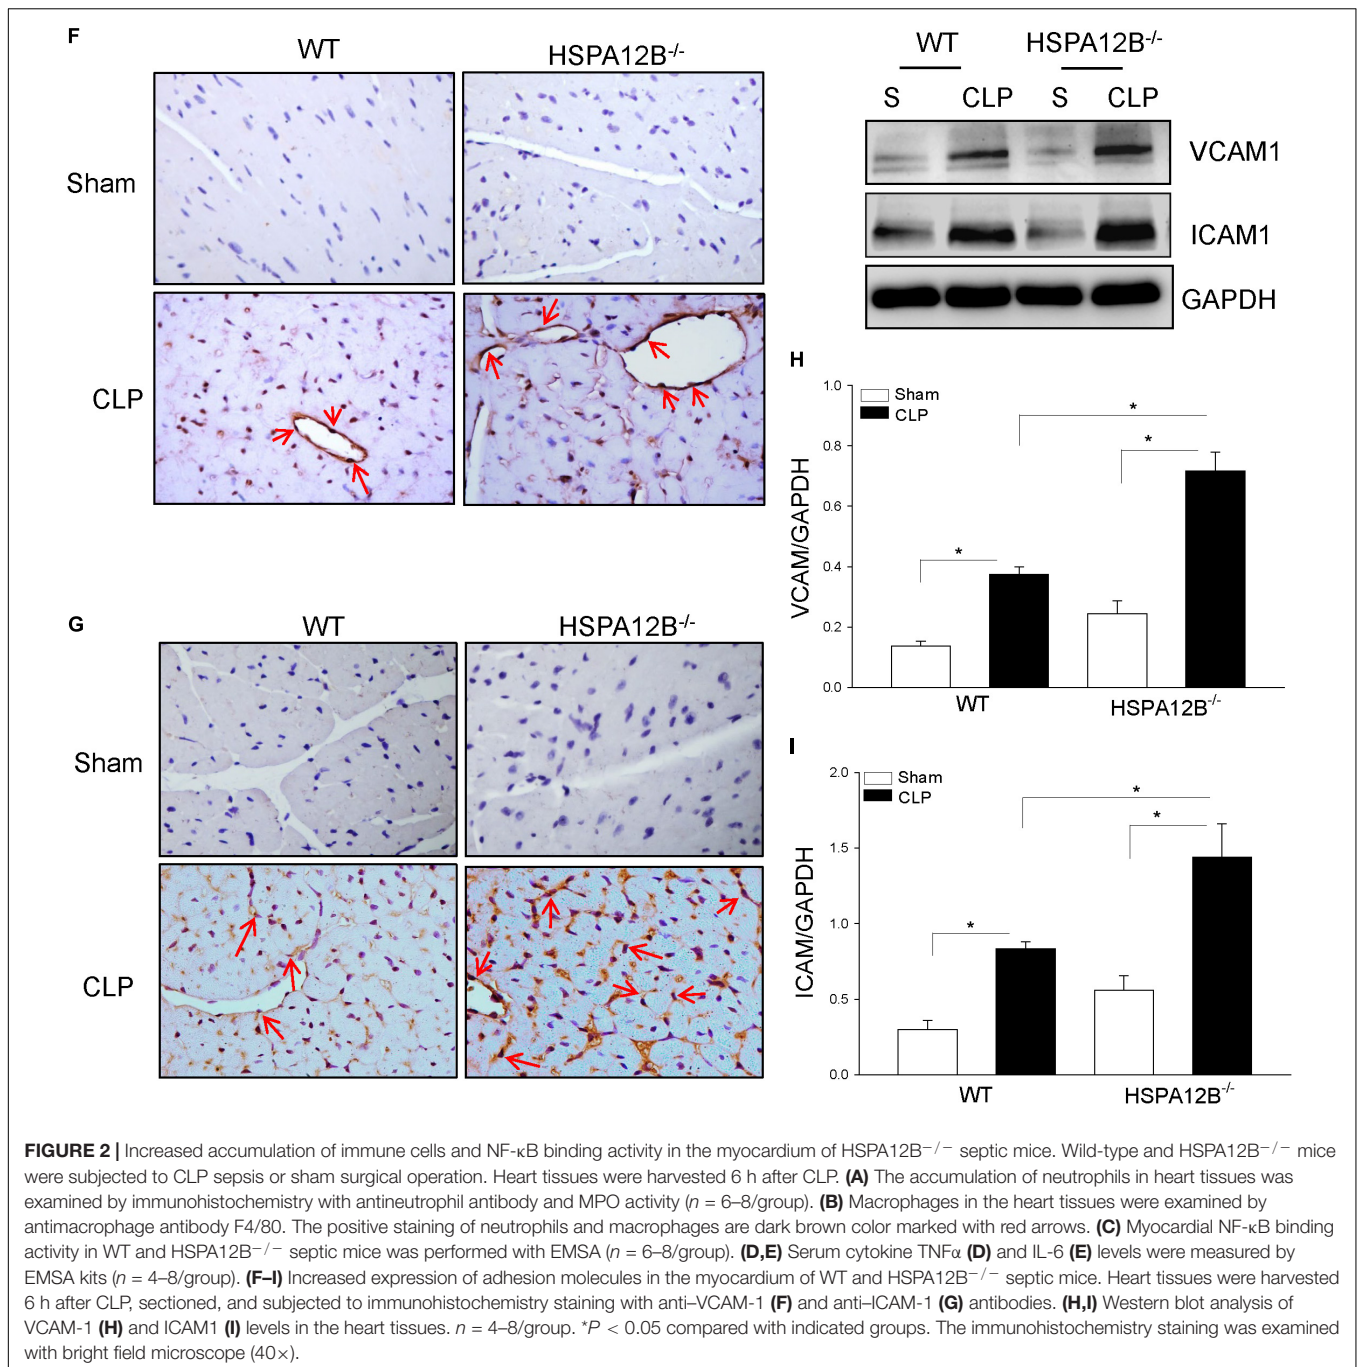 F
WT
HSPA12B-/-
Sham
CLP
G
WT
HSPA12B-/-
Sham
CLP
WT
HSPA12B-/-
S
CLP
S
CLP
VCAM1
ICAM1
GAPDH
H
VCAM/GAPDH
1.0
0.8
0.6
0.4
0.2
0.0
Sham
CLP
*
*
*
WT
HSPA12B-/-
I
ICAM/GAPDH
2.0
1.5
1.0
0.5
0.0
Sham
CLP
*
*
*
WT
HSPA12B-/-
FIGURE 2 | Increased accumulation of immune cells and NF-κB binding activity in the myocardium of HSPA12B−/− septic mice. Wild-type and HSPA12B−/− mice
were subjected to CLP sepsis or sham surgical operation. Heart tissues were harvested 6 h after CLP. (A) The accumulation of neutrophils in heart tissues was
examined by immunohistochemistry with antineutrophil antibody and MPO activity (n = 6–8/group). (B) Macrophages in the heart tissues were examined by
antimacrophage antibody F4/80. The positive staining of neutrophils and macrophages are dark brown color marked with red arrows. (C) Myocardial NF-κB binding
activity in WT and HSPA12B−/− septic mice was performed with EMSA (n = 6–8/group). (D,E) Serum cytokine TNFα (D) and IL-6 (E) levels were measured by
EMSA kits (n = 4–8/group). (F–I) Increased expression of adhesion molecules in the myocardium of WT and HSPA12B−/− septic mice. Heart tissues were harvested
6 h after CLP, sectioned, and subjected to immunohistochemistry staining with anti–VCAM-1 (F) and anti–ICAM-1 (G) antibodies. (H,I) Western blot analysis of
VCAM-1 (H) and ICAM1 (I) levels in the heart tissues. n = 4–8/group. *P < 0.05 compared with indicated groups. The immunohistochemistry staining was examined
with bright field microscope (40×).